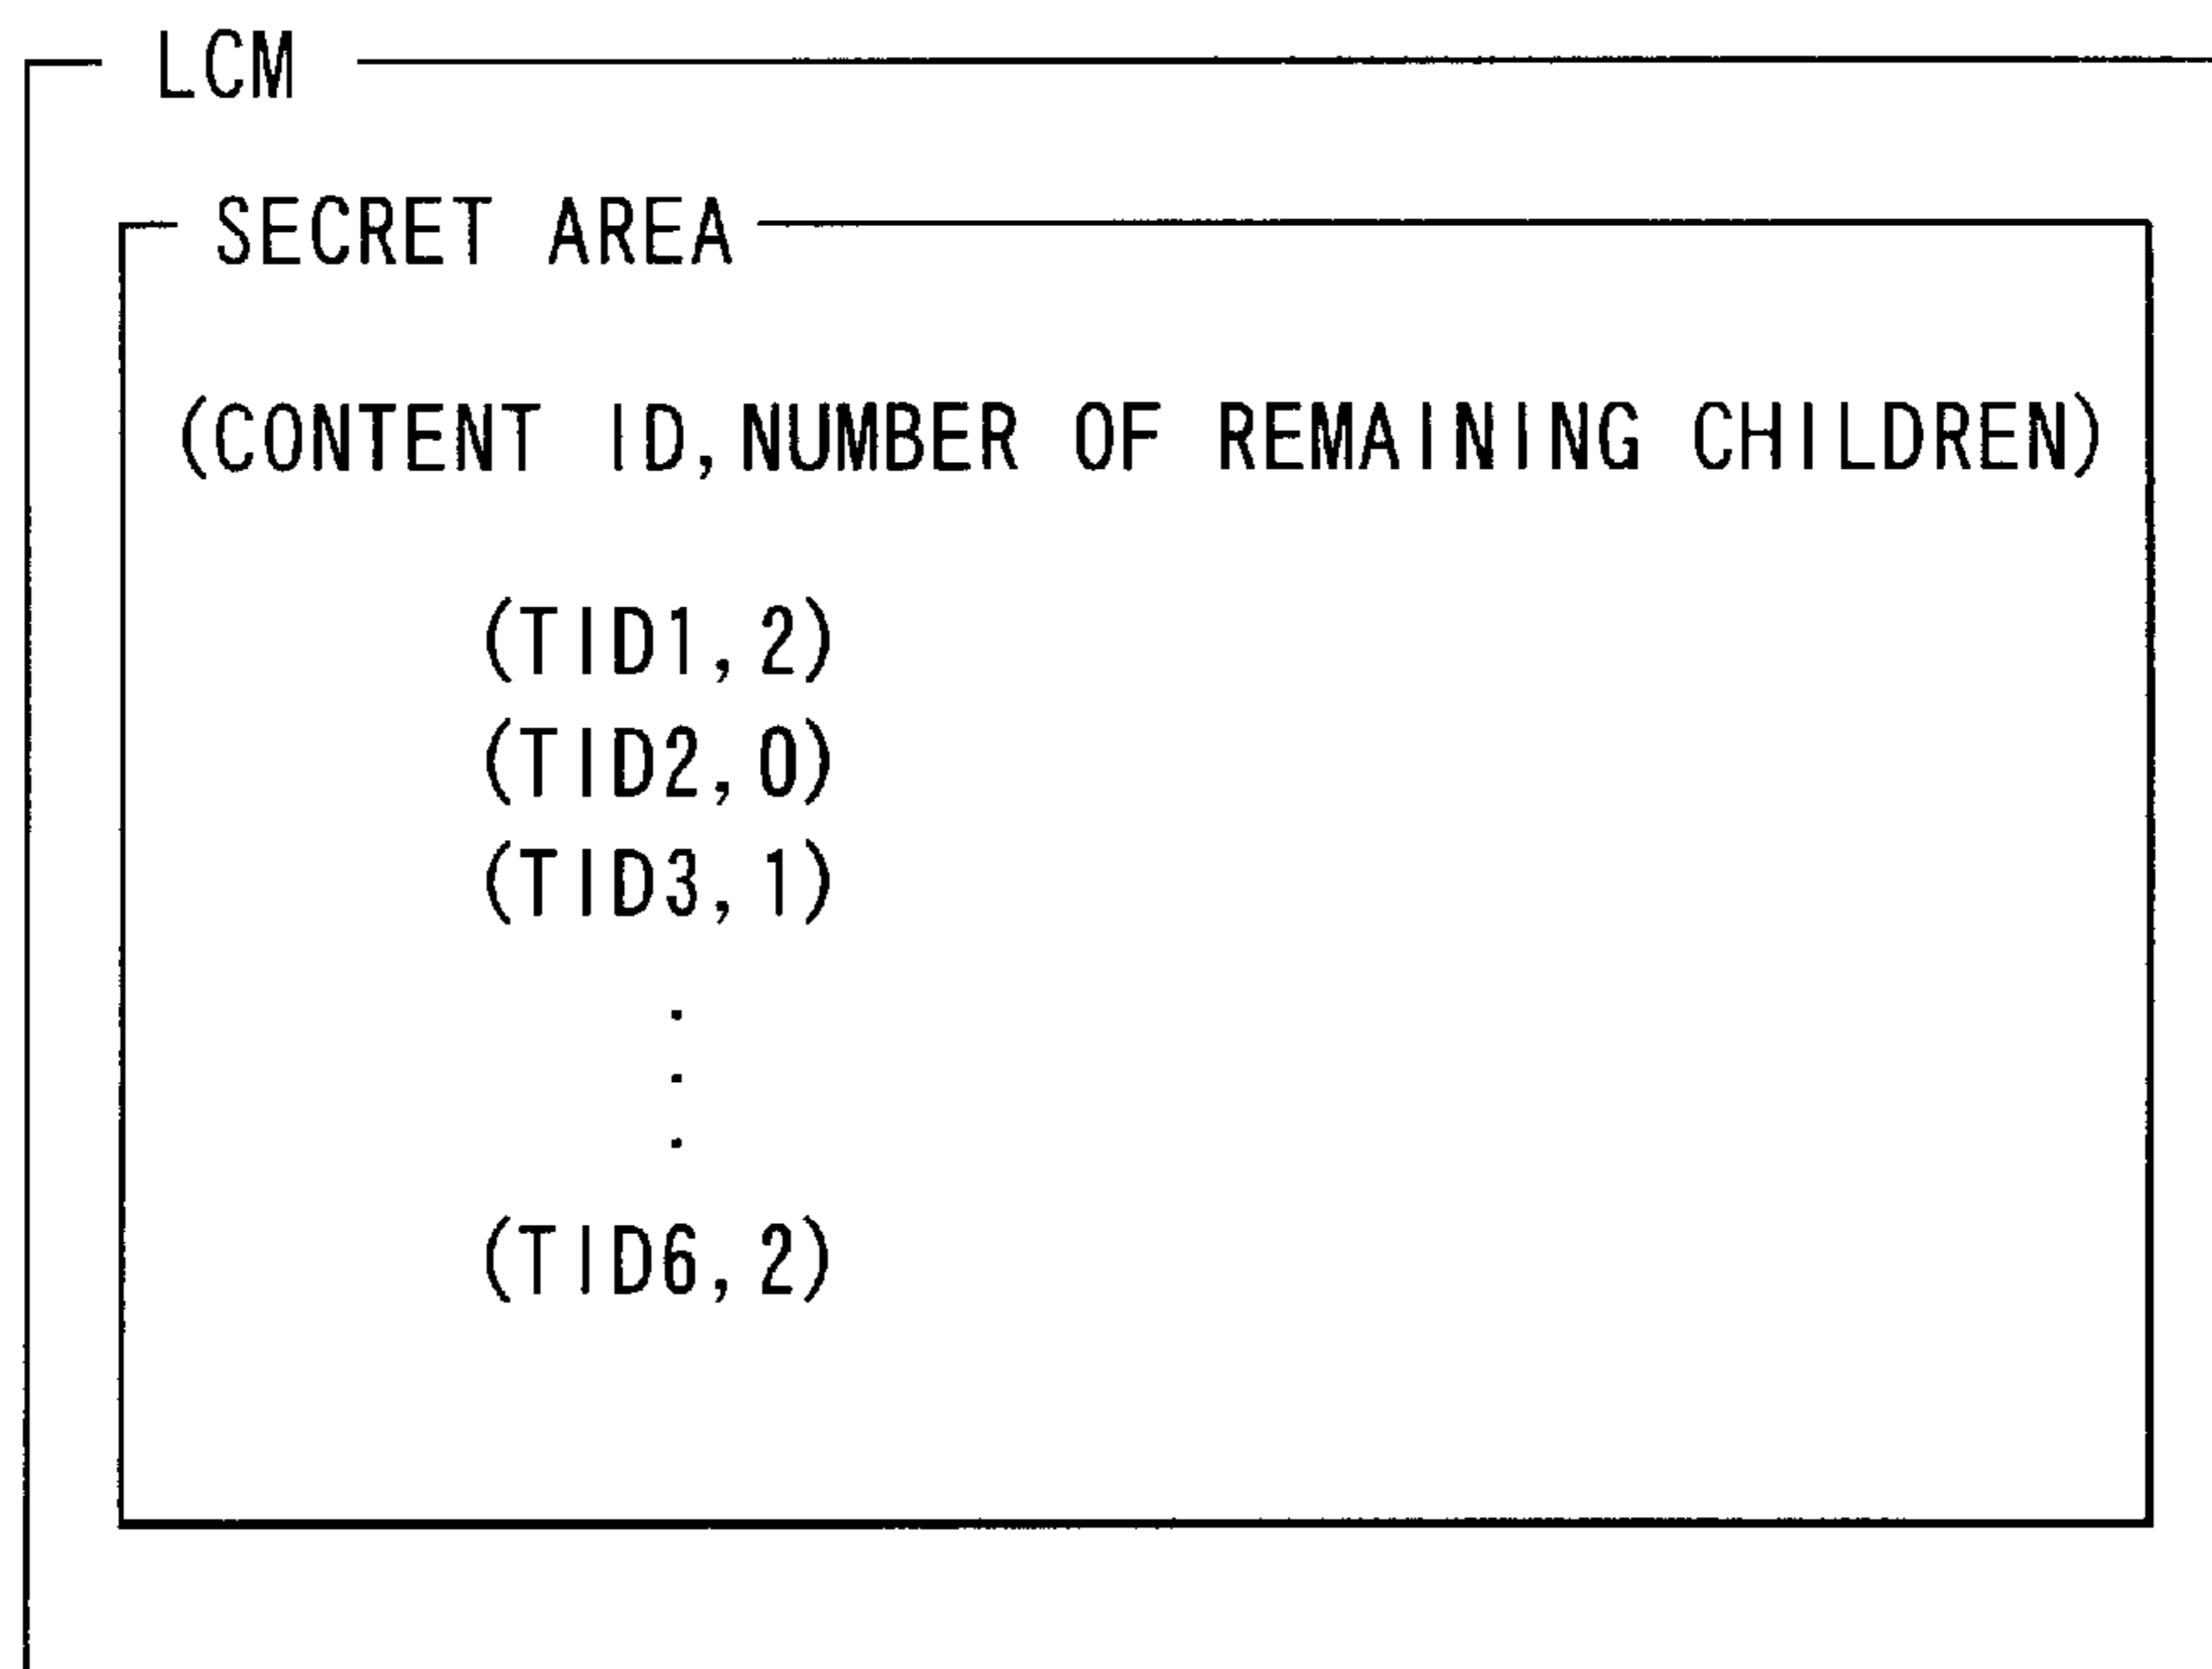 LCM
SECRET AREA
(CONTENT ID, NUMBER OF REMAINING CHILDREN)
(TID1, 2)
(TID2, 0)
(TID3, 1)
.
.
.
(TID6, 2)